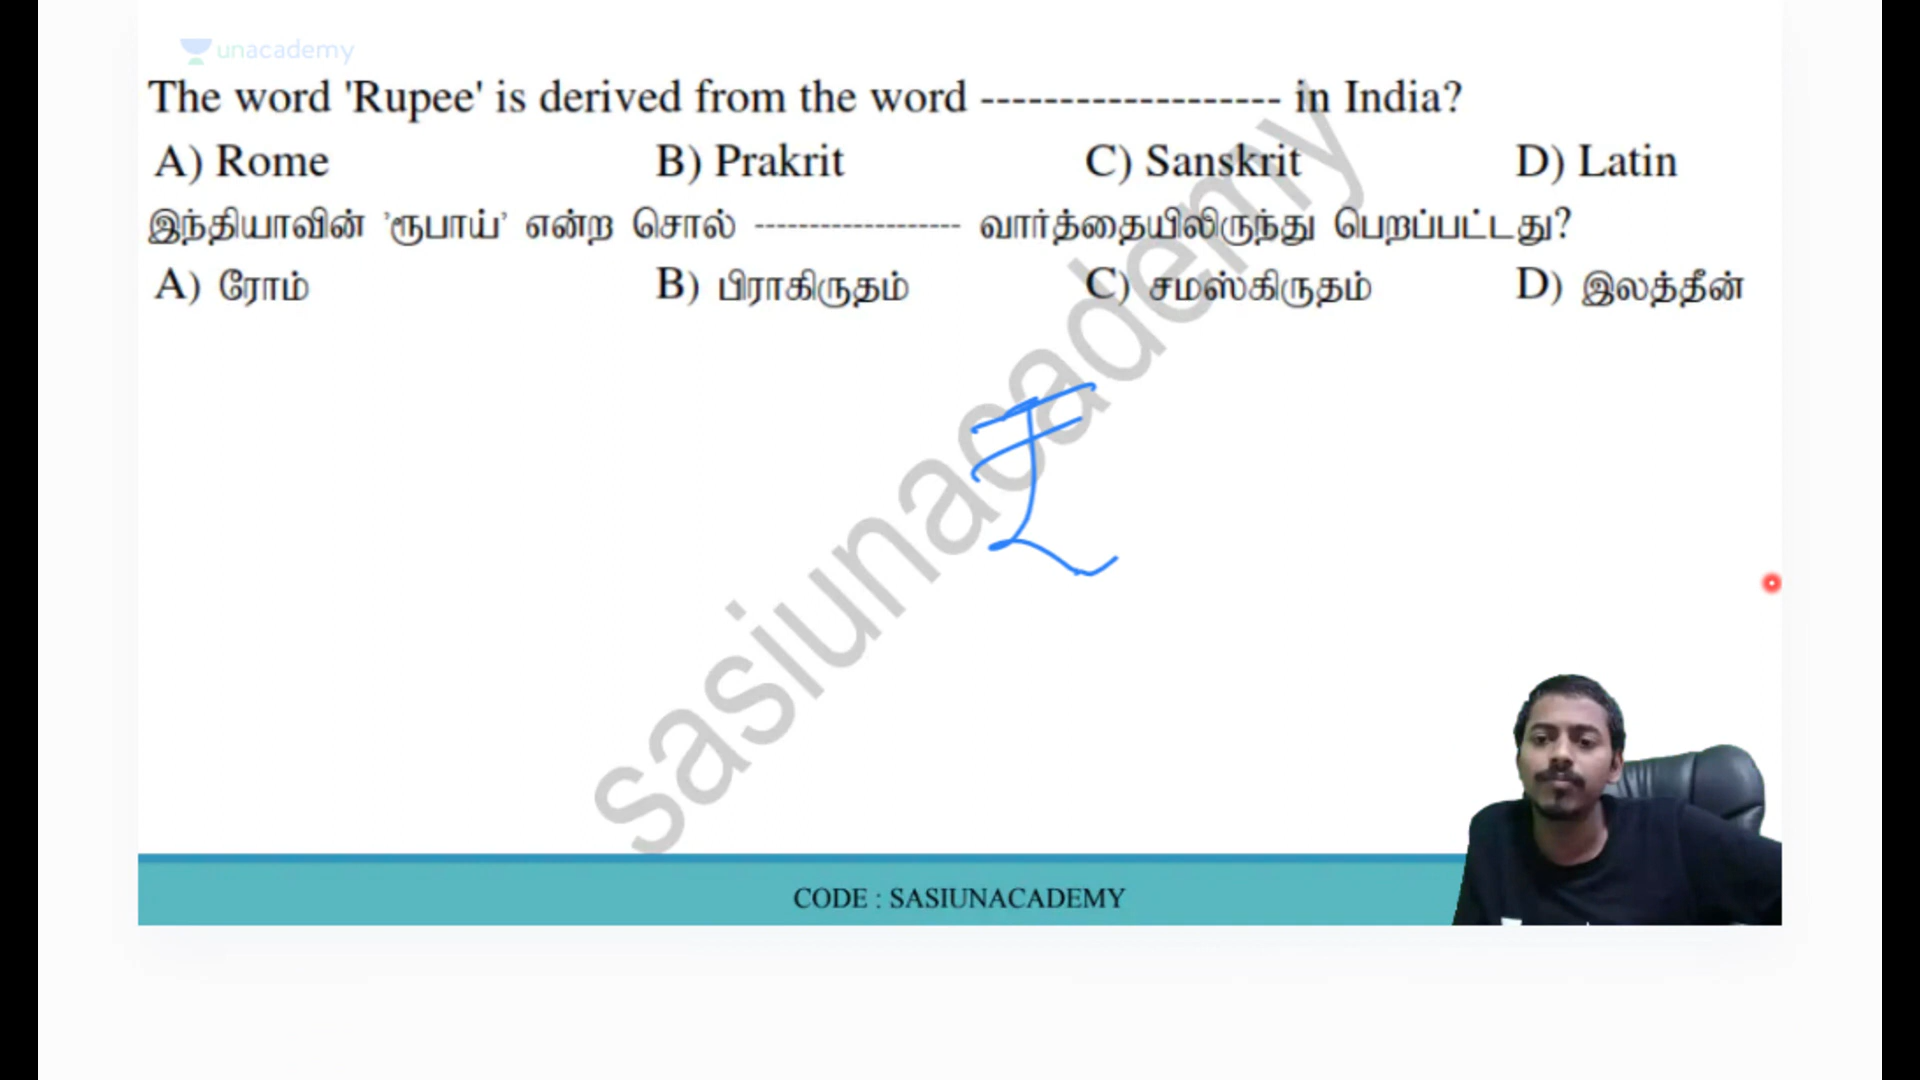 unacademy
The word 'Rupee' is derived from the word ------------------- in India?
A) Rome B) Prakrit C) Sanskrit D) Latin
இந்தியாவின் 'ரூபாய்' என்ற சொல் ------------------- வார்த்தையிலிருந்து பெறப்பட்டது?
A) ரோம் B) பிராகிருதம் C) சமஸ்கிருதம் D) இலத்தீன்
₹
sasiunacademy
CODE : SASIUNACADEMY